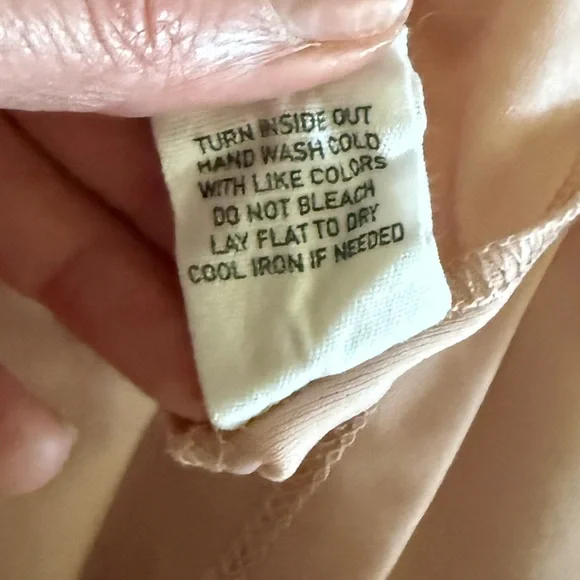 TURN INSIDE OUT
HAND WASH COLD
WITH LIKE COLORS
DO NOT BLEACH
LAY FLAT TO DRY
COOL IRON IF NEEDED